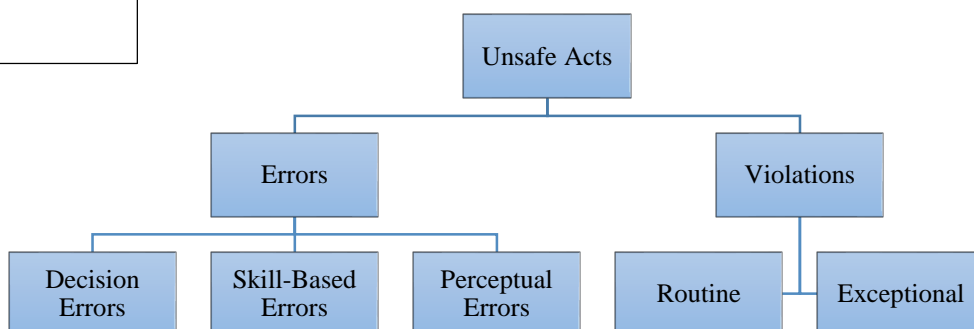 Unsafe Acts
Errors
Violations
Decision
Errors
Skill-Based
Errors
Perceptual
Errors
Routine
Exceptional